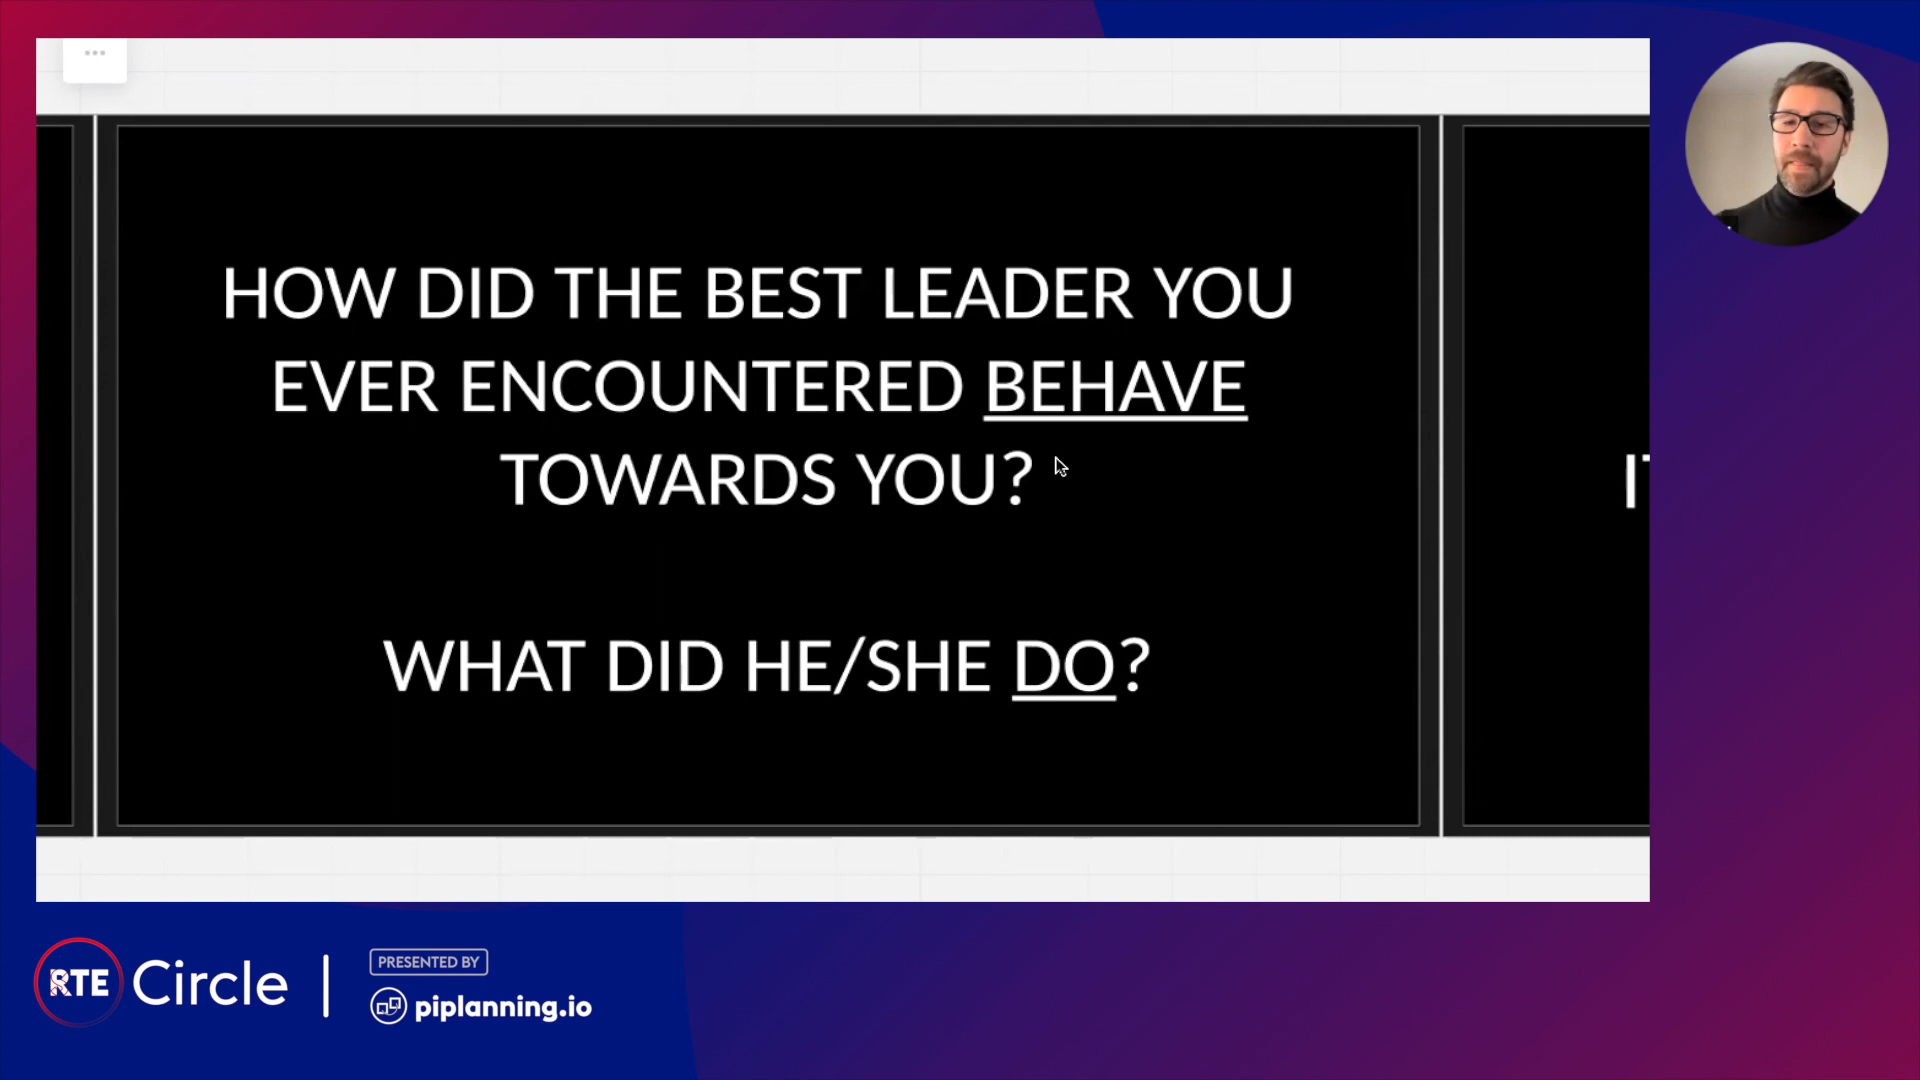 HOW DID THE BEST LEADER YOU
EVER ENCOUNTERED BEHAVE
TOWARDS YOU?
WHAT DID HE/SHE DO?
RTE Circle
PRESENTED BY
piplanning.io